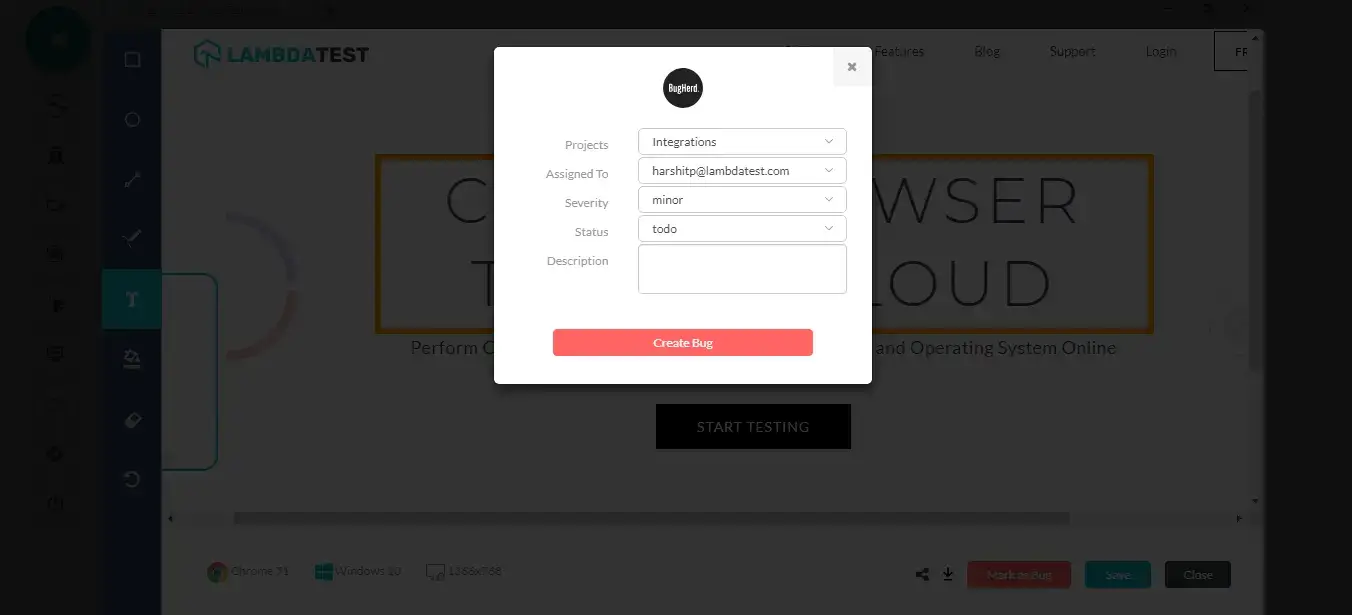 LAMBDATEST
Features
Blog
Support
Login
FR
BugHerd.
Projects
Integrations
Assigned To
harshitp@lambdatest.com
Severity
minor
Status
todo
Description
Create Bug
WSER
LOUD
Perform
and Operating System Online
START TESTING
T
Windows 10
1366x768
Mark as Bug
Save
Close